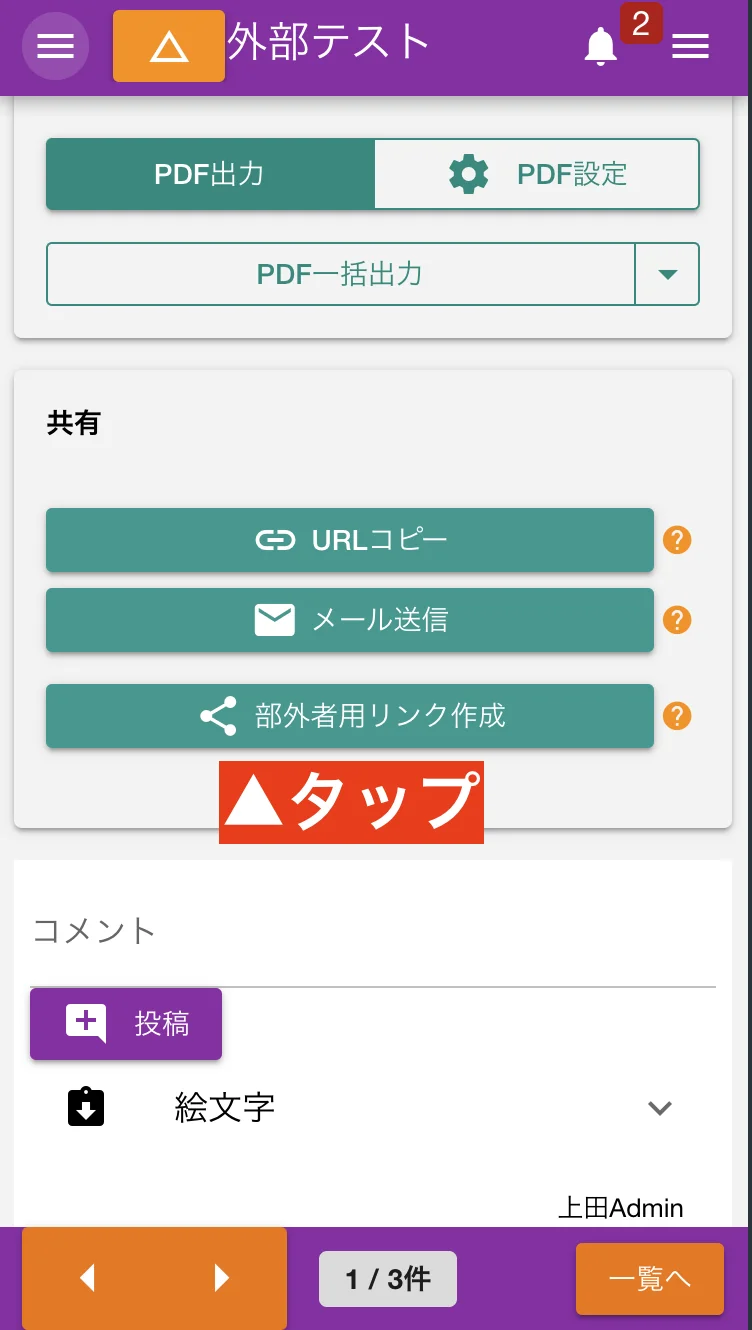 外部テスト
2
PDF出力
PDF設定
PDF一括出力
共有
URLコピー
?
メール送信
?
部外者用リンク作成
?
▲タップ
コメント
投稿
絵文字
上田Admin
1 / 3件
一覧へ